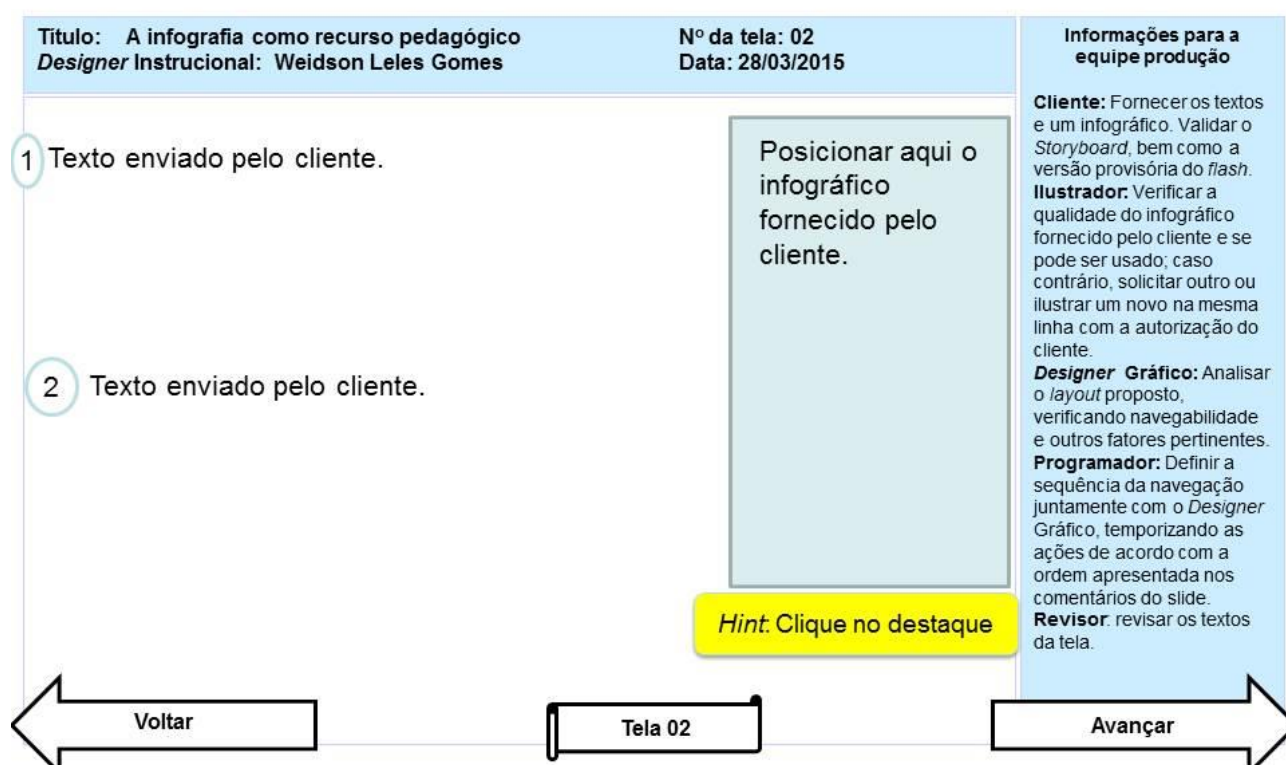 Título: A infografia como recurso pedagógico
Designer Instrucional: Weidson Leles Gomes
Nº da tela: 02
Data: 28/03/2015
1 Texto enviado pelo cliente.
2 Texto enviado pelo cliente.
Posicionar aqui o
infográfico
fornecido pelo
cliente.
Hint: Clique no destaque
Voltar
Tela 02
Avançar
Informações para a
equipe produção
Cliente: Fornecer os textos
e um infográfico. Validar o
Storyboard, bem como a
versão provisória do flash.
Ilustrador: Verificar a
qualidade do infográfico
fornecido pelo cliente e se
pode ser usado; caso
contrário, solicitar outro ou
ilustrar um novo na mesma
linha com a autorização do
cliente.
Designer Gráfico: Analisar
o layout proposto,
verificando navegabilidade
e outros fatores pertinentes.
Programador: Definir a
sequência da navegação
juntamente com o Designer
Gráfico, temporizando as
ações de acordo com a
ordem apresentada nos
comentários do slide.
Revisor: revisar os textos
da tela.